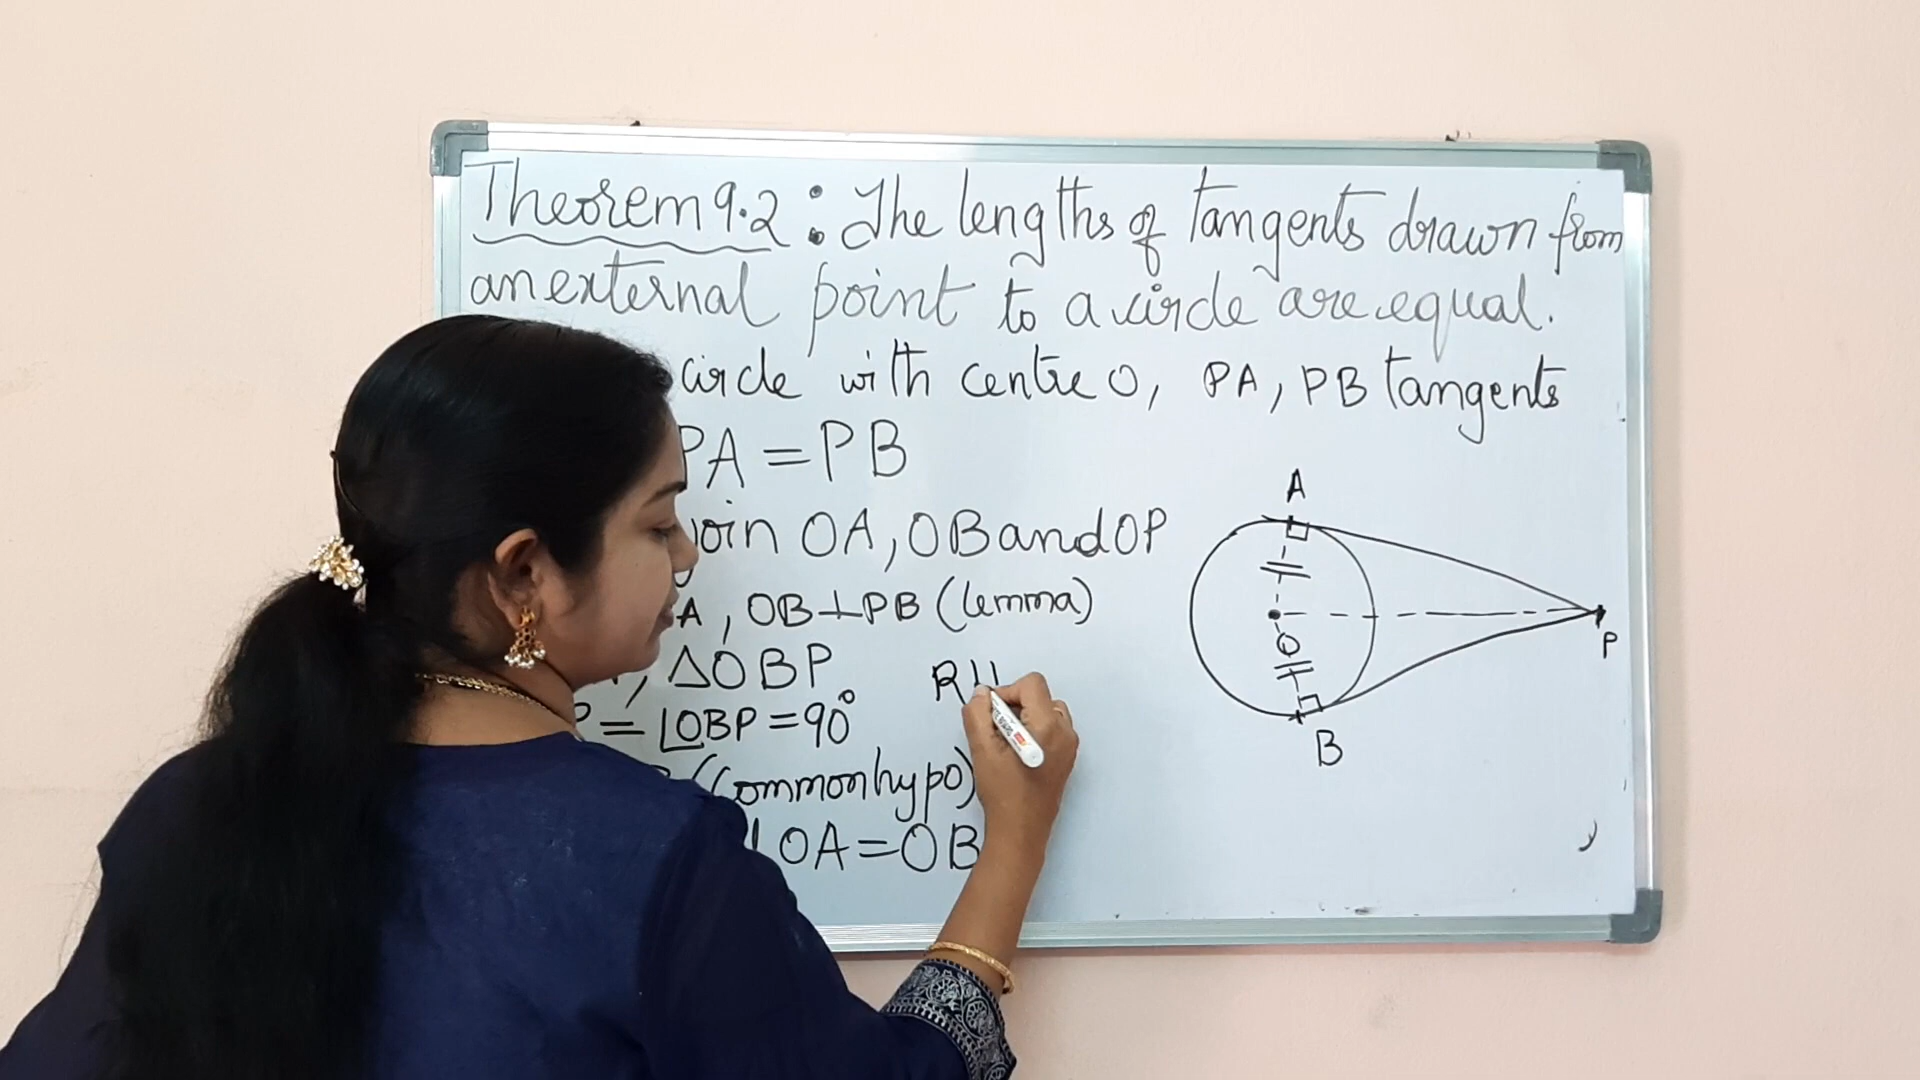 Theorem 9.2 : The lengths of tangents drawn from
an external point to a circle are equal.
circle with centre O, PA, PB tangents
PA = PB
join OA, OB and OP
A, OB ⊥ PB (lemma)
, △OBP
P = ∠OBP = 90°
(common hypo)
OA = OB
R
A
O
P
B